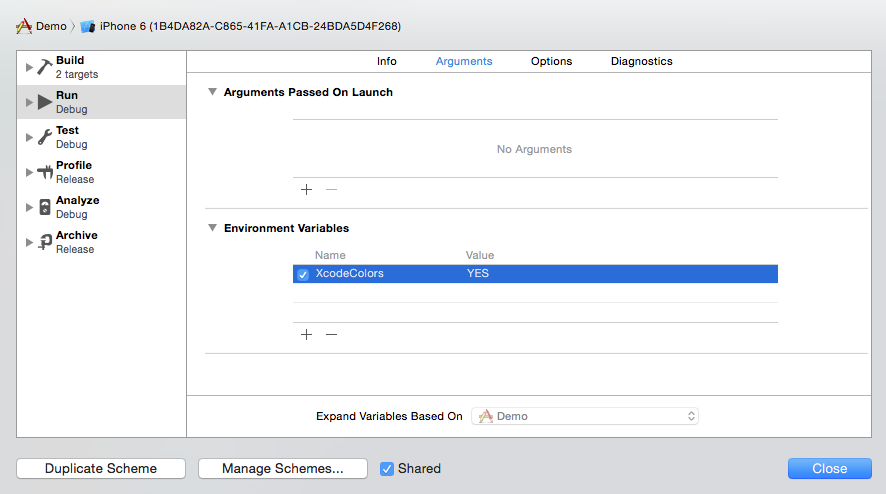 Demo iPhone 6 (1B4DA82A-C865-41FA-A1CB-24BDA5D4F268)
Build
2 targets
Run
Debug
Test
Debug
Profile
Release
Analyze
Debug
Archive
Release
Info Arguments Options Diagnostics
Arguments Passed On Launch
No Arguments
Environment Variables
Name Value
XcodeColors YES
Expand Variables Based On Demo
Duplicate Scheme Manage Schemes... Shared Close